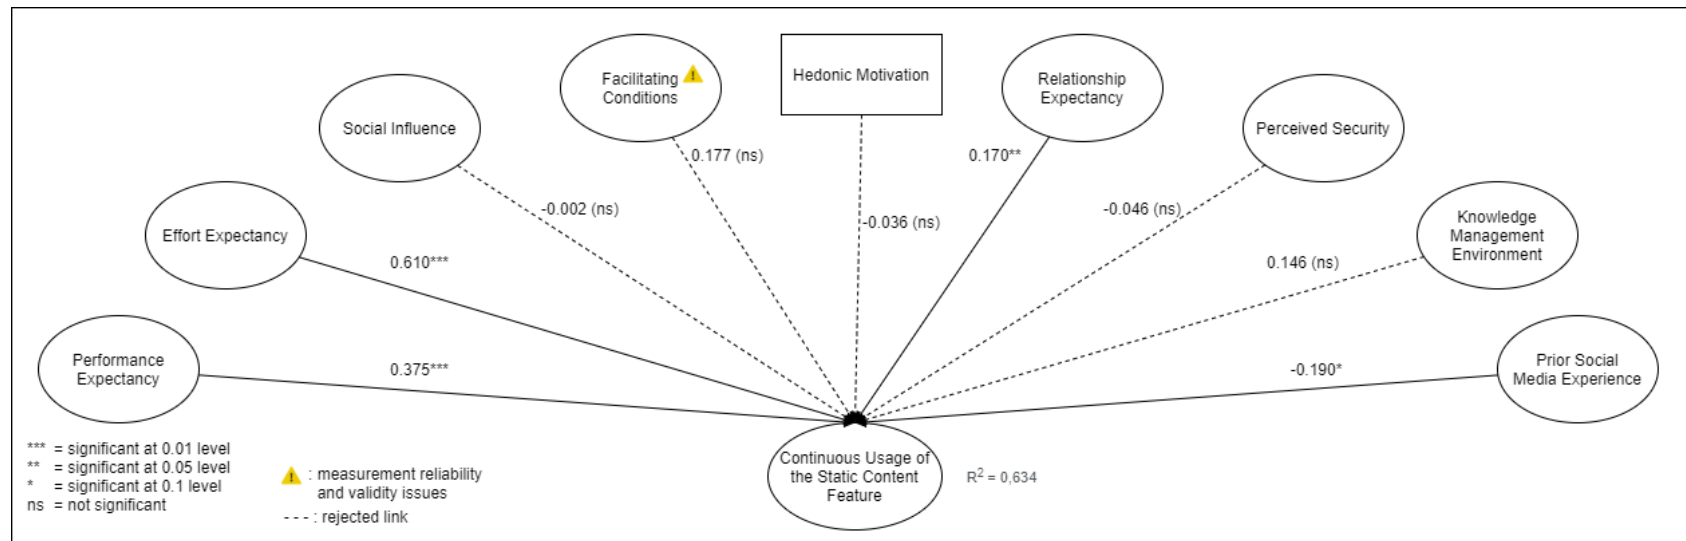 Facilitating
Conditions
Hedonic Motivation
Relationship
Expectancy
Social Influence
Perceived Security
0.177 (ns)
0.170**
-0.002 (ns)
-0.036 (ns)
-0.046 (ns)
Effort Expectancy
Knowledge
Management
Environment
0.610***
0.146 (ns)
Performance
Expectancy
0.375***
-0.190*
Prior Social
Media Experience
*** = significant at 0.01 level
** = significant at 0.05 level
* = significant at 0.1 level
ns = not significant
: measurement reliability
and validity issues
- - - : rejected link
Continuous Usage of
the Static Content
Feature
R² = 0,634